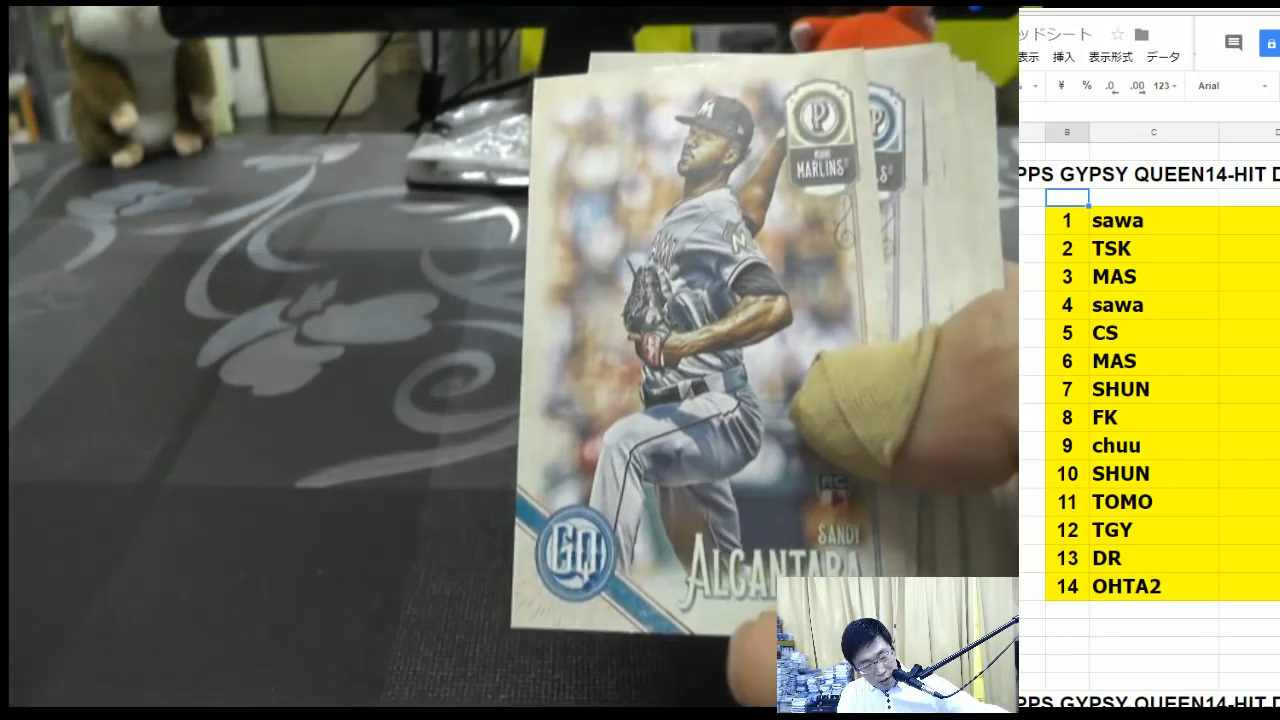 MIAMI
MARLINS
S
GQ
RC
SANDY
ALCANTARA
ッドシート
表示 挿入 表示形式 データ
% ¥ % .0 .00 123 Arial
B C D
PPS GYPSY QUEEN14-HIT D
1 sawa
2 TSK
3 MAS
4 sawa
5 CS
6 MAS
7 SHUN
8 FK
9 chuu
10 SHUN
11 TOMO
12 TGY
13 DR
14 OHTA2
PPS GYPSY QUEEN14-HIT D